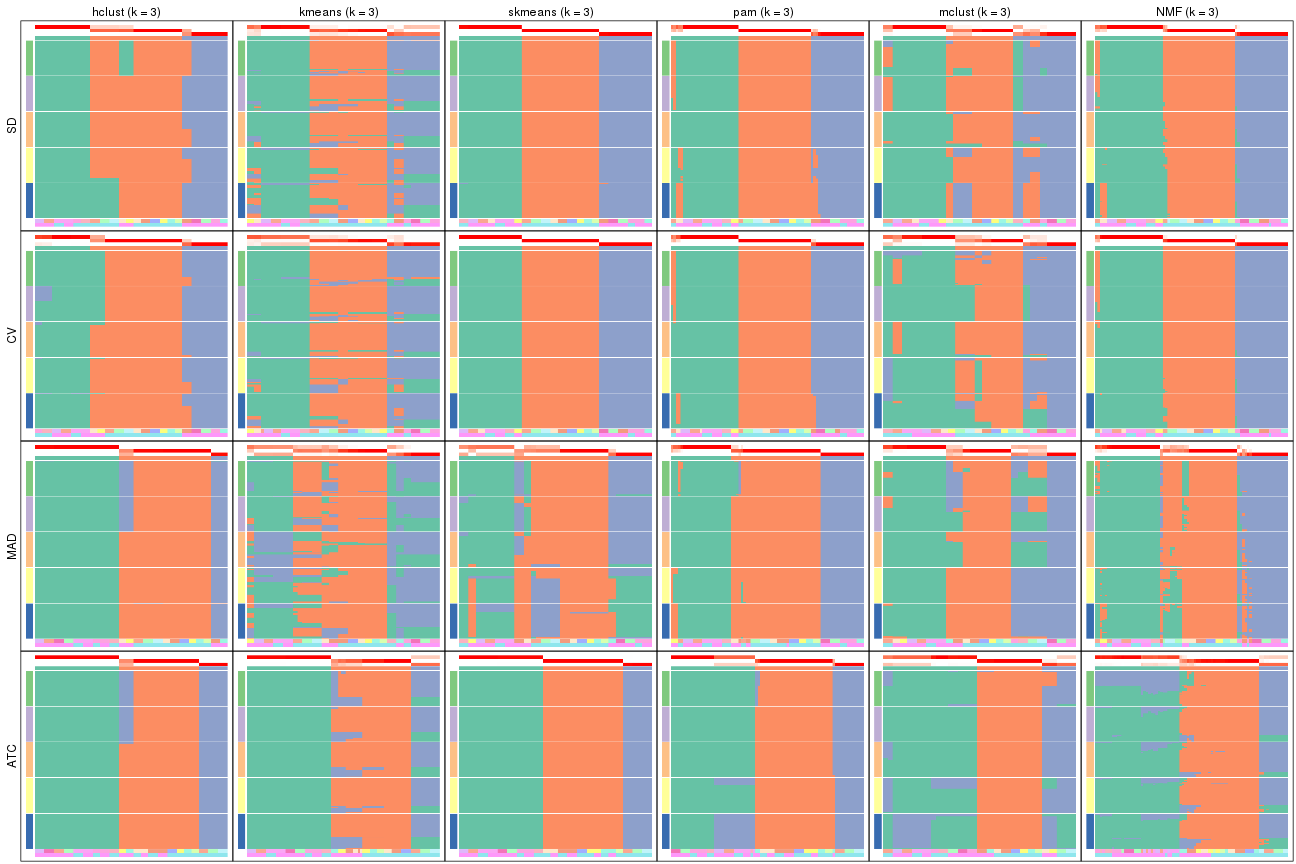 hclust (k = 3) kmeans (k = 3) skmeans (k = 3) pam (k = 3) mclust (k = 3) NMF (k = 3)
SD
CV
MAD
ATC